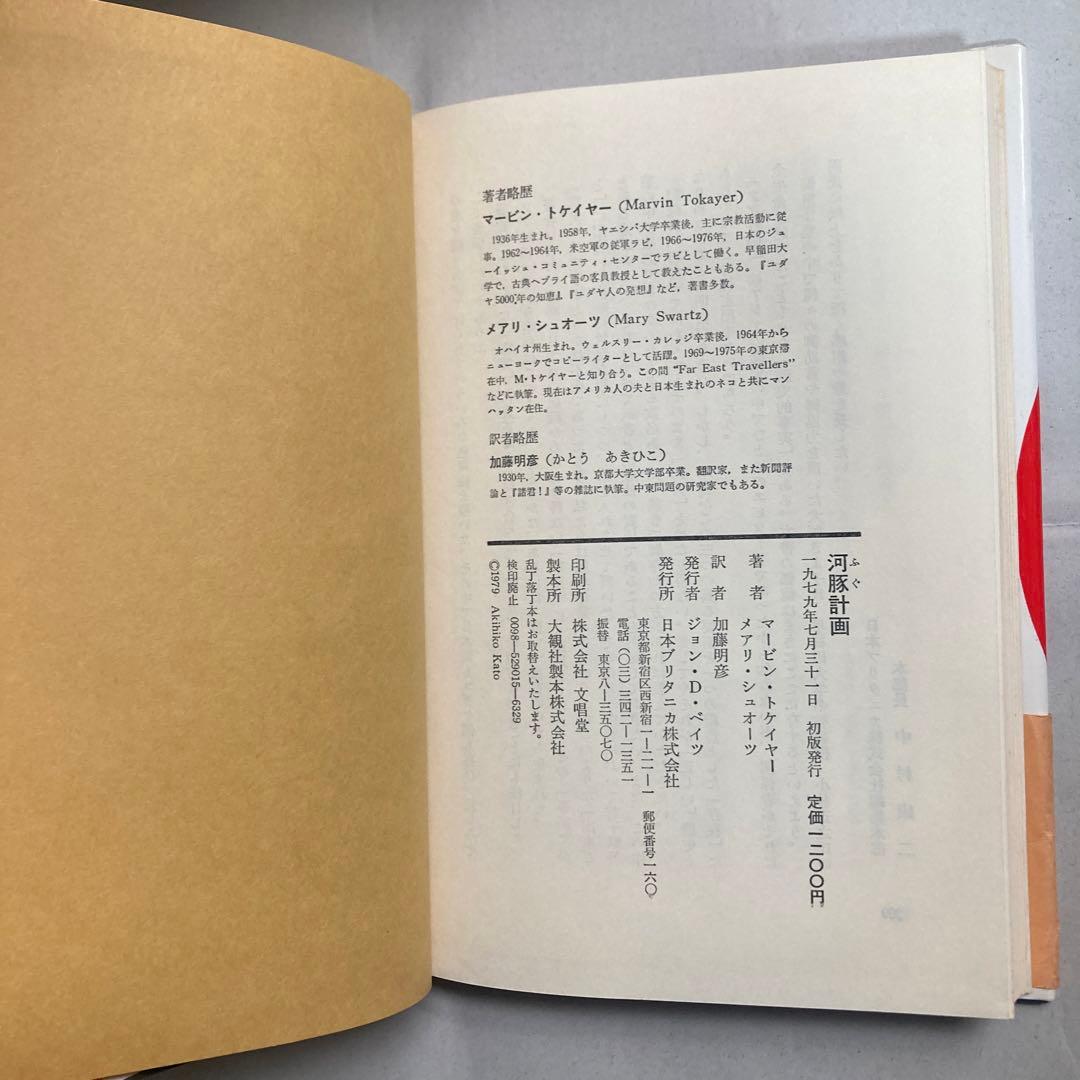 著者略歴
マービン・トケイヤー (Marvin Tokayer)
1936年生まれ。1958年，ヤエシバ大学卒業後，主に宗教活動に従
事。1962〜1964年，米空軍の従軍ラビ，1966〜1976年，日本のジュ
ーイッシュ・コミュニティ・センターでラビとして働く。早稲田大
学で，古典ヘブライ語の客員教授として教えたこともある。『ユダ
ヤ5000年の知恵』，『ユダヤ人の発想』など，著書多数。
メアリ・シュオーツ (Mary Swartz)
オハイオ州生まれ。ウェルスリー・カレッジ卒業後，1964年から
ニューヨークでコピーライターとして活躍。1969〜1975年の東京滞
在中，M・トケイヤーと知り合う。この間 “Far East Travellers”
などに執筆。現在はアメリカ人の夫と日本生まれのネコと共にマン
ハッタン在住。
訳者略歴
加藤明彦（かとう　あきひこ）
1930年，大阪生まれ。京都大学文学部卒業。翻訳家，また新聞評
論と『諸君！』等の雑誌に執筆。中東問題の研究家でもある。
河豚計画
ふぐ
一九七九年七月三十一日　初版発行　定価一二〇〇円
著　者　マービン・トケイヤー
メアリ・シュオーツ
訳　者　加藤明彦
発行者　ジョン・D・ベイツ
発行所　日本ブリタニカ株式会社
東京都新宿区西新宿一—二一—一　郵便番号一六〇
電話（〇三）三四二—一三五一
振替　東京八—三五〇七〇
印刷所　株式会社 文唱堂
製本所　大観社製本株式会社
乱丁落丁本はお取替えいたします。
検印廃止　0098—529015—6329
©1979 Akihiko Kato